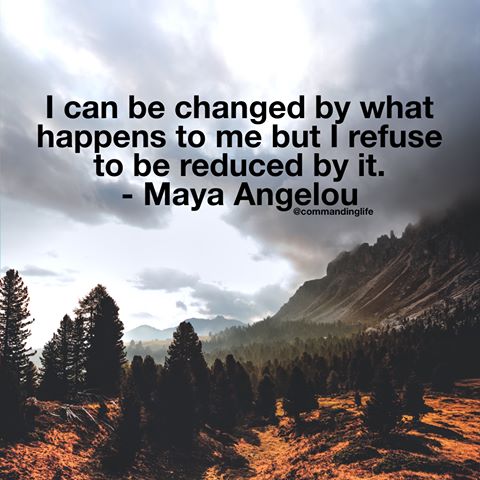 I can be changed by what
happens to me but I refuse
to be reduced by it.
- Maya Angelou
@commandinglife